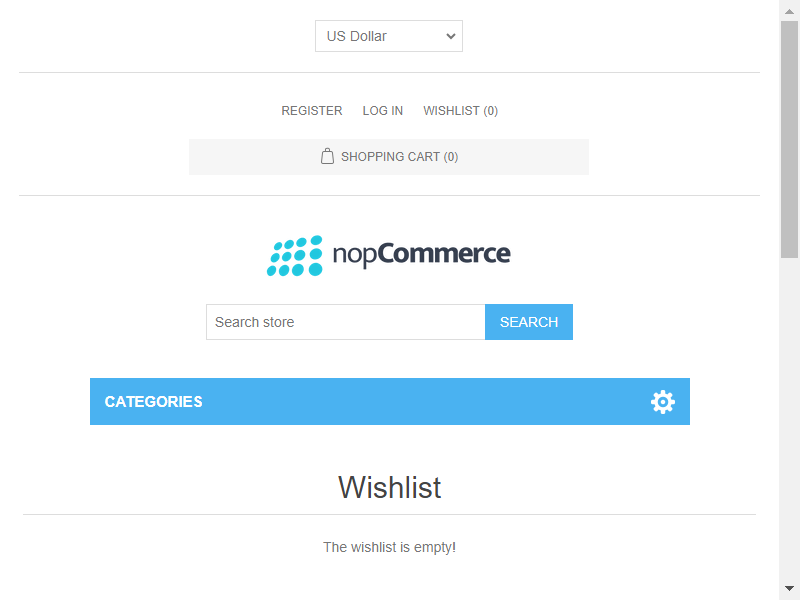 US Dollar
REGISTER LOG IN WISHLIST (0)
SHOPPING CART (0)
nopCommerce
Search store SEARCH
CATEGORIES
Wishlist
The wishlist is empty!